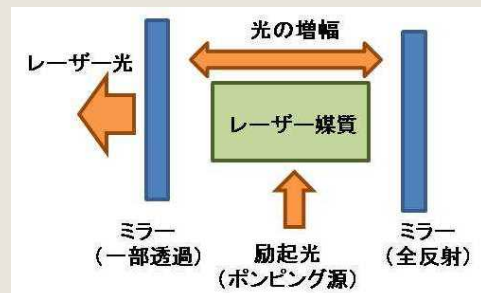 光の増幅
レーザー光
レーザー媒質
ミラー
(一部透過)
励起光
(ポンピング源)
ミラー
(全反射)